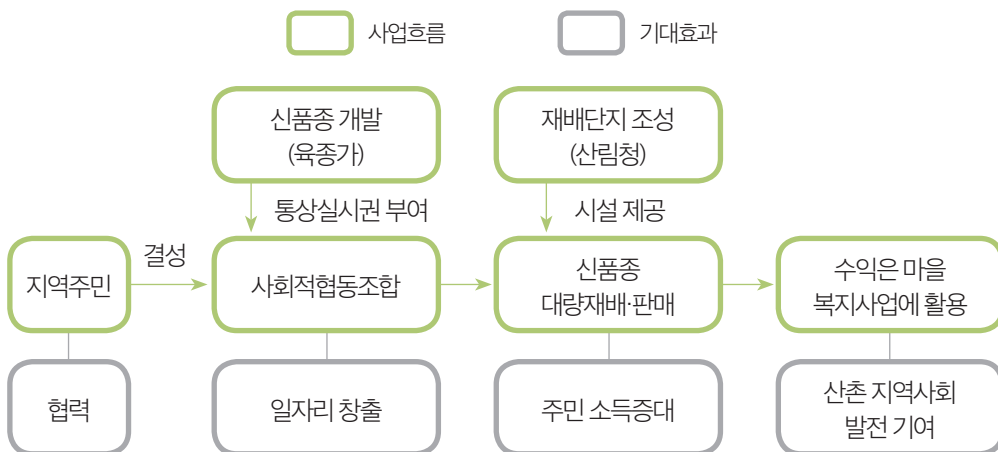 사업흐름
기대효과
신품종 개발
(육종가)
재배단지 조성
(산림청)
통상실시권 부여
시설 제공
지역주민
결성
사회적협동조합
신품종
대량재배·판매
수익은 마을
복지사업에 활용
협력
일자리 창출
주민 소득증대
산촌 지역사회
발전 기여